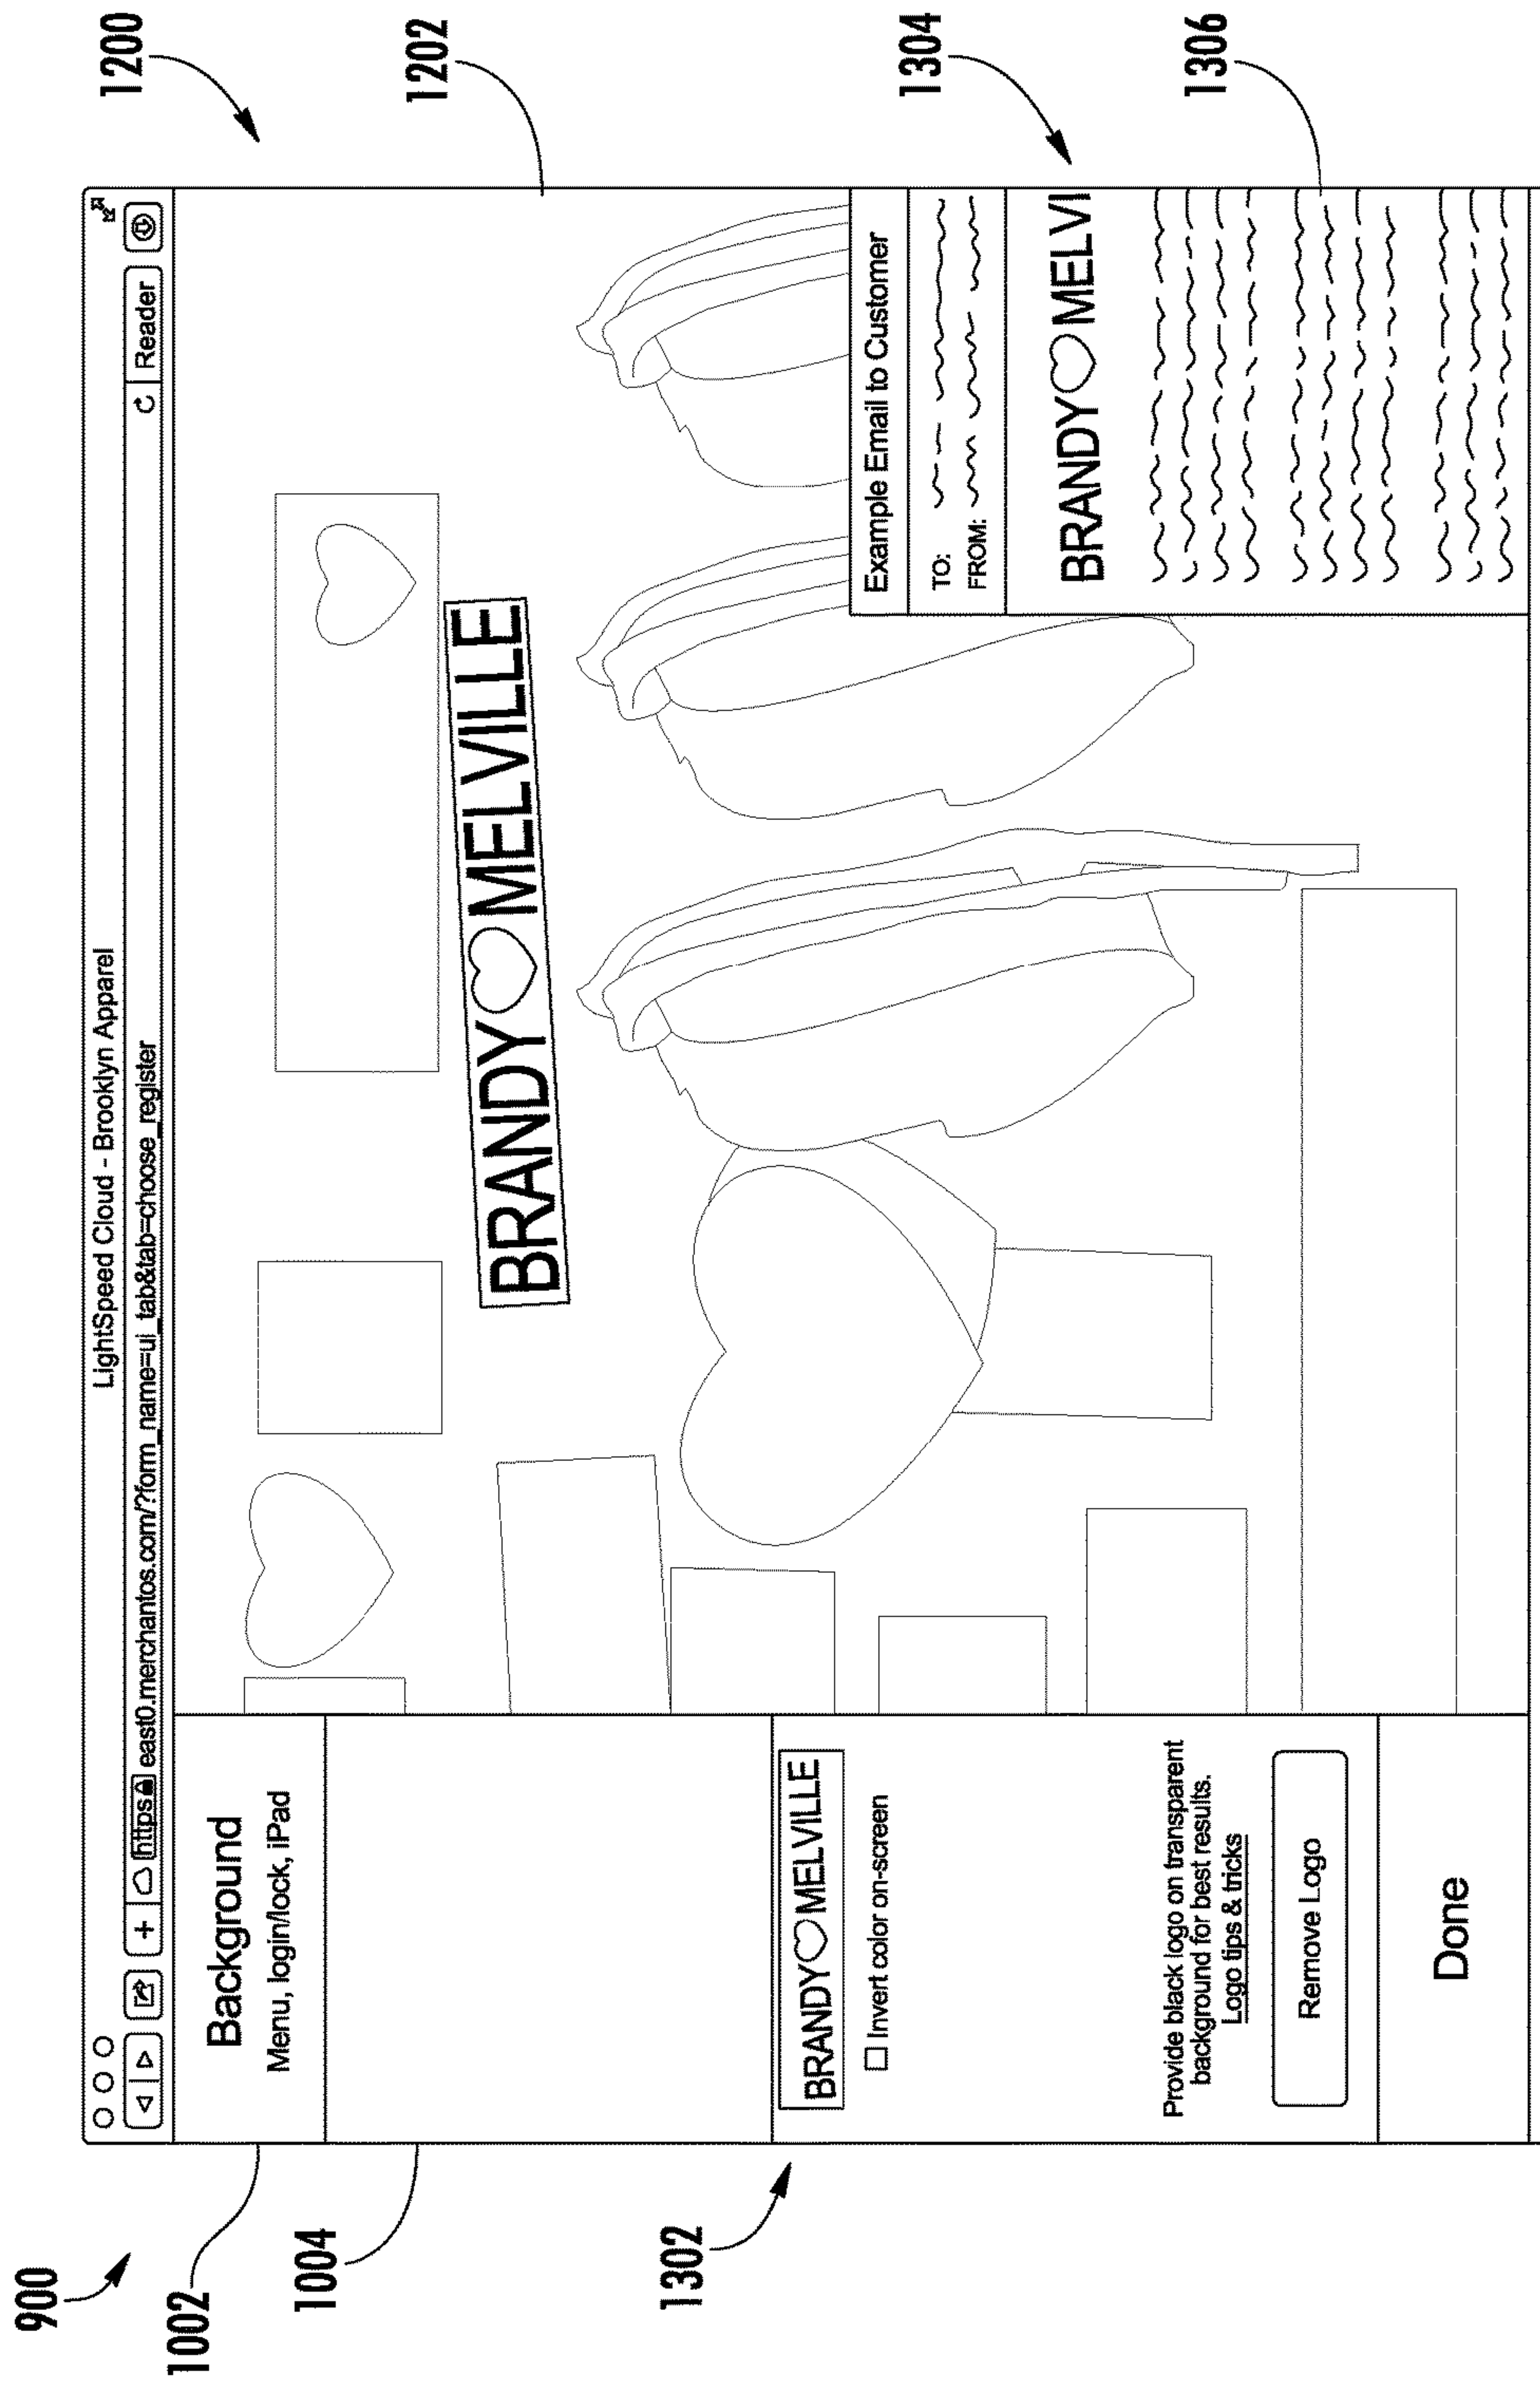 900
1200
LightSpeed Cloud - Brooklyn Apparel
+ https east0.merchantos.com/?form_name=ui_tab&tab=choose_register Reader
1002
Background
Menu, login/lock, iPad
1004
1202
BRANDY MELVILLE
1302
BRANDY MELVILLE
Invert color on-screen
Provide black logo on transparent
background for best results.
Logo tips & tricks
Remove Logo
Done
1304
Example Email to Customer
TO:
FROM:
BRANDY MELVI
1306